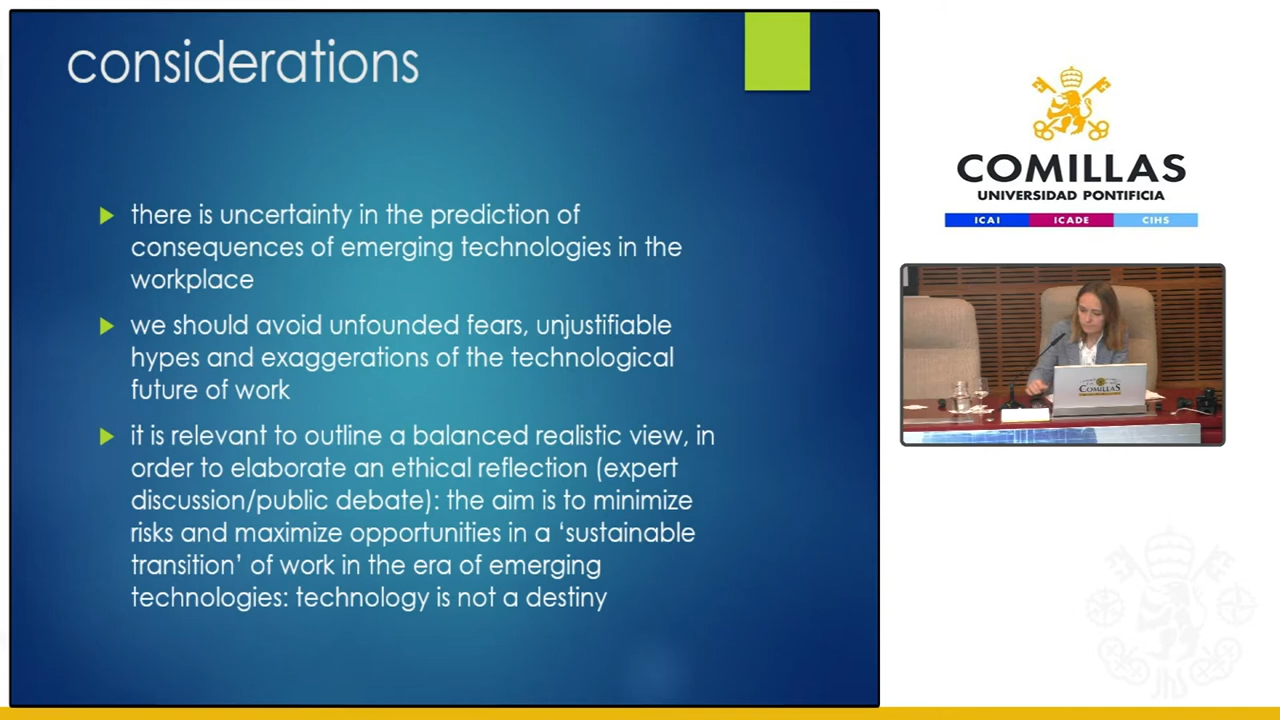 considerations
there is uncertainty in the prediction of
consequences of emerging technologies in the
workplace
we should avoid unfounded fears, unjustifiable
hypes and exaggerations of the technological
future of work
it is relevant to outline a balanced realistic view, in
order to elaborate an ethical reflection (expert
discussion/public debate): the aim is to minimize
risks and maximize opportunities in a ‘sustainable
transition’ of work in the era of emerging
technologies: technology is not a destiny
COMILLAS
UNIVERSIDAD PONTIFICIA
ICAI ICADE CIHS
COMILLAS